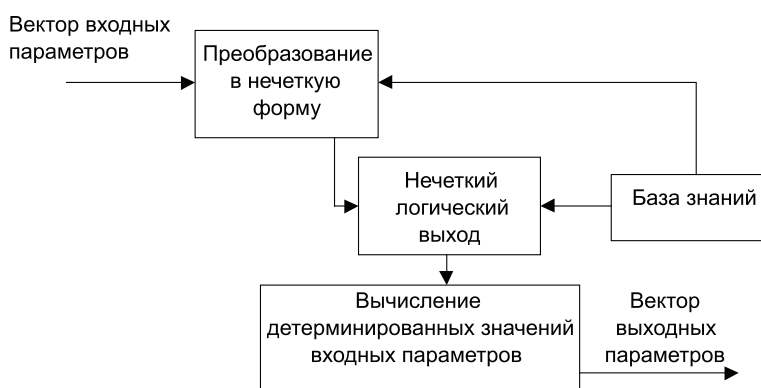 Вектор входных
параметров
Преобразование
в нечеткую
форму
Нечеткий
логический
выход
База знаний
Вычисление
детерминированных значений
входных параметров
Вектор
выходных
параметров